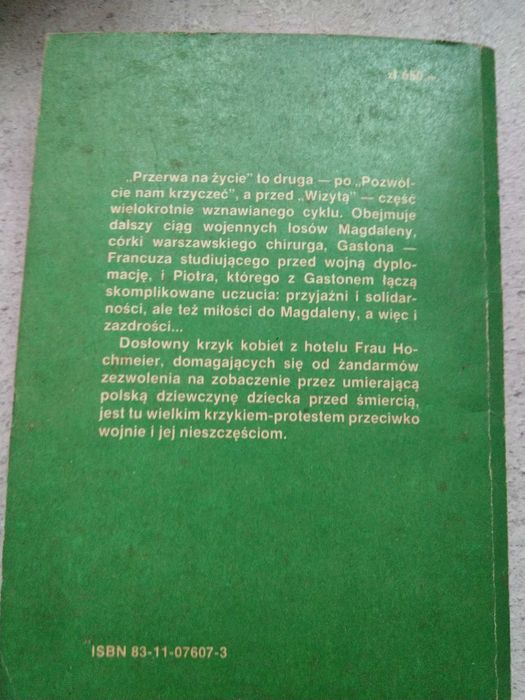 zł 650,—
„Przerwa na życie” to druga — po „Pozwól-
cie nam krzyczeć”, a przed „Wizytą” — część
wielokrotnie wznawianego cyklu. Obejmuje
dalszy ciąg wojennych losów Magdaleny,
córki warszawskiego chirurga, Gastona —
Francuza studiującego przed wojną dyplo-
mację, i Piotra, którego z Gastonem łączą
skomplikowane uczucia: przyjaźni i solidar-
ności, ale też miłości do Magdaleny, a więc i
zazdrości...
Dosłowny krzyk kobiet z hotelu Frau Ho-
chmeier, domagających się od żandarmów
zezwolenia na zobaczenie przez umierającą
polską dziewczynę dziecka przed śmiercią,
jest tu wielkim krzykiem-protestem przeciwko
wojnie i jej nieszczęściom.
ISBN 83-11-07607-3